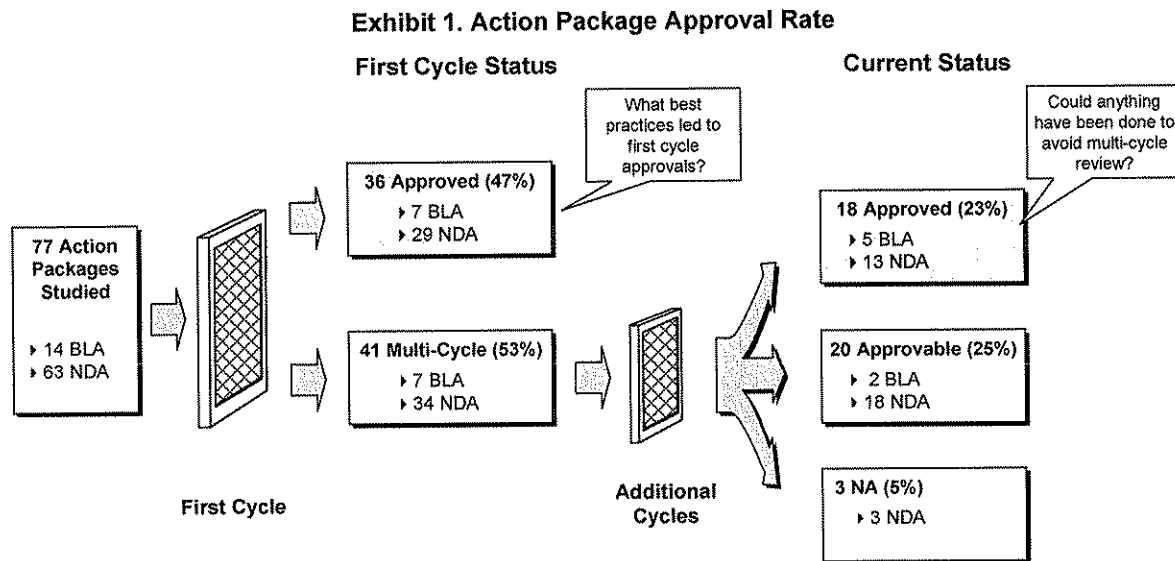 Exhibit 1. Action Package Approval Rate
First Cycle Status
Current Status
What best
practices led to
first cycle
approvals?
Could anything
have been done to
avoid multi-cycle
review?
77 Action
Packages
Studied
14 BLA
63 NDA
36 Approved (47%)
7 BLA
29 NDA
41 Multi-Cycle (53%)
7 BLA
34 NDA
18 Approved (23%)
5 BLA
13 NDA
20 Approvable (25%)
2 BLA
18 NDA
3 NA (5%)
3 NDA
First Cycle
Additional
Cycles